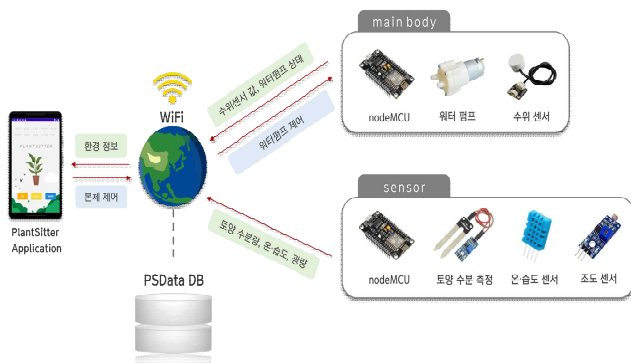 main body
nodeMCU
워터 펌프
수위 센서
수위센서 값, 워터펌프 상태
워터펌프 제어
WiFi
환경 정보
본체 제어
PLANTSITTER
PlantSitter
Application
sensor
nodeMCU
토양 수분 측정
온·습도 센서
조도 센서
토양 수분량, 온·습도, 광량
PSData DB